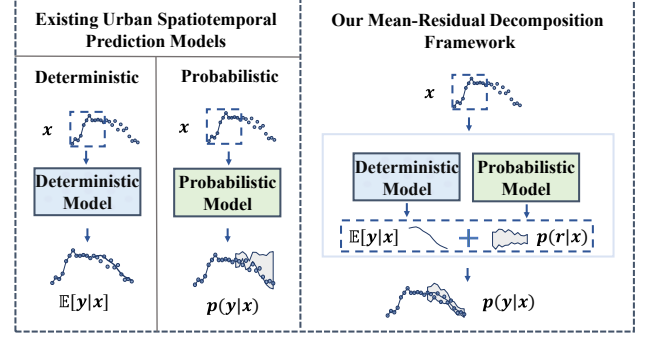 Existing Urban Spatiotemporal
Prediction Models
Deterministic
x
Deterministic
Model
𝔼[y|x]
Probabilistic
x
Probabilistic
Model
p(y|x)
Our Mean-Residual Decomposition
Framework
x
Deterministic
Model
Probabilistic
Model
𝔼[y|x] + p(r|x)
p(y|x)